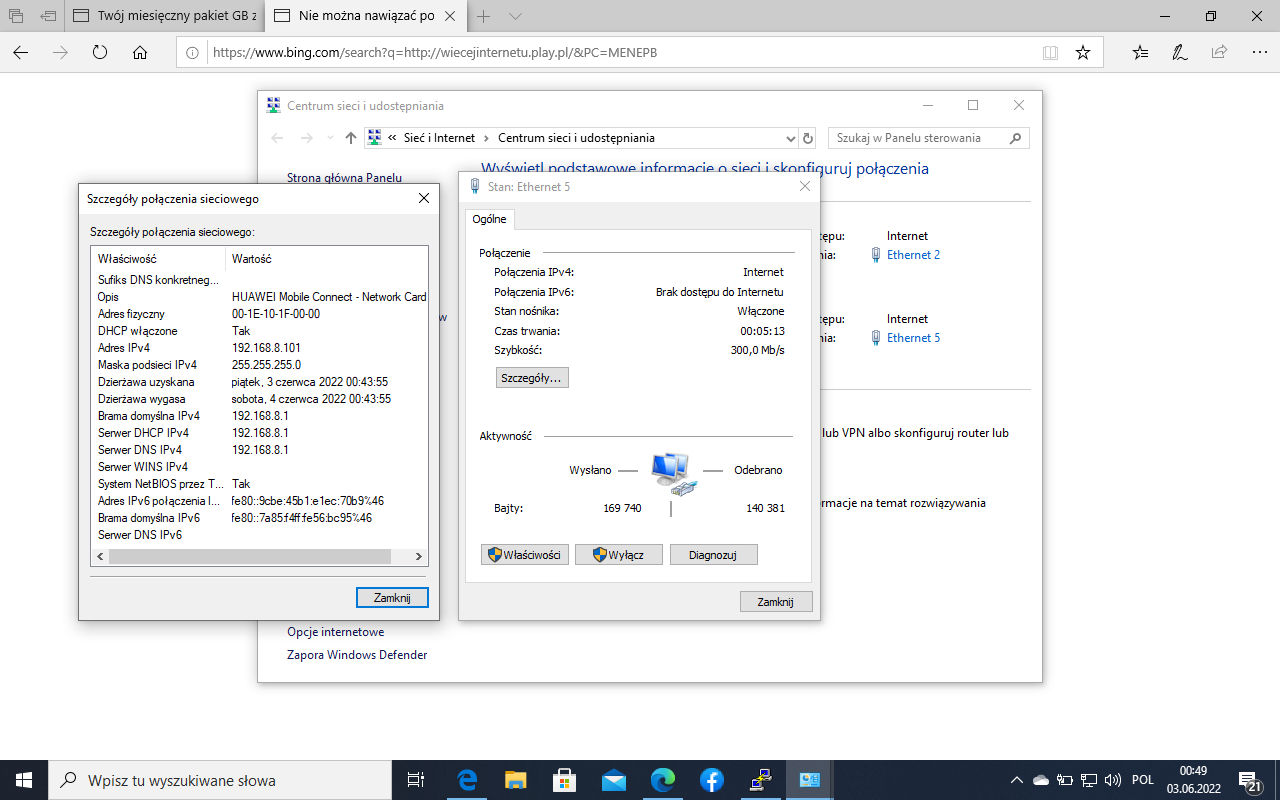 Twój miesięczny pakiet GB z
Nie można nawiązać po
https://www.bing.com/search?q=http://wiecejinternetu.play.pl/&PC=MENEPB
Centrum sieci i udostępniania
« Sieć i Internet › Centrum sieci i udostępniania
Szukaj w Panelu sterowania
Strona główna Panelu
Wyświetl podstawowe informacje o sieci i skonfiguruj połączenia
tępu: Internet
nia: Ethernet 2
tępu: Internet
nia: Ethernet 5
w
lub VPN albo skonfiguruj router lub
rmacje na temat rozwiązywania
Opcje internetowe
Zapora Windows Defender
Szczegóły połączenia sieciowego
Szczegóły połączenia sieciowego:
Właściwość Wartość
Sufiks DNS konkretneg...
Opis HUAWEI Mobile Connect - Network Card
Adres fizyczny 00-1E-10-1F-00-00
DHCP włączone Tak
Adres IPv4 192.168.8.101
Maska podsieci IPv4 255.255.255.0
Dzierżawa uzyskana piątek, 3 czerwca 2022 00:43:55
Dzierżawa wygasa sobota, 4 czerwca 2022 00:43:55
Brama domyślna IPv4 192.168.8.1
Serwer DHCP IPv4 192.168.8.1
Serwer DNS IPv4 192.168.8.1
Serwer WINS IPv4
System NetBIOS przez T... Tak
Adres IPv6 połączenia l... fe80::9cbe:45b1:e1ec:70b9%46
Brama domyślna IPv6 fe80::7a85:f4ff:fe56:bc95%46
Serwer DNS IPv6
Zamknij
Stan: Ethernet 5
Ogólne
Połączenie
Połączenia IPv4: Internet
Połączenia IPv6: Brak dostępu do Internetu
Stan nośnika: Włączone
Czas trwania: 00:05:13
Szybkość: 300,0 Mb/s
Szczegóły...
Aktywność
Wysłano Odebrano
Bajty: 169 740 140 381
Właściwości Wyłącz Diagnozuj
Zamknij
Wpisz tu wyszukiwane słowa
POL
00:49
03.06.2022
21